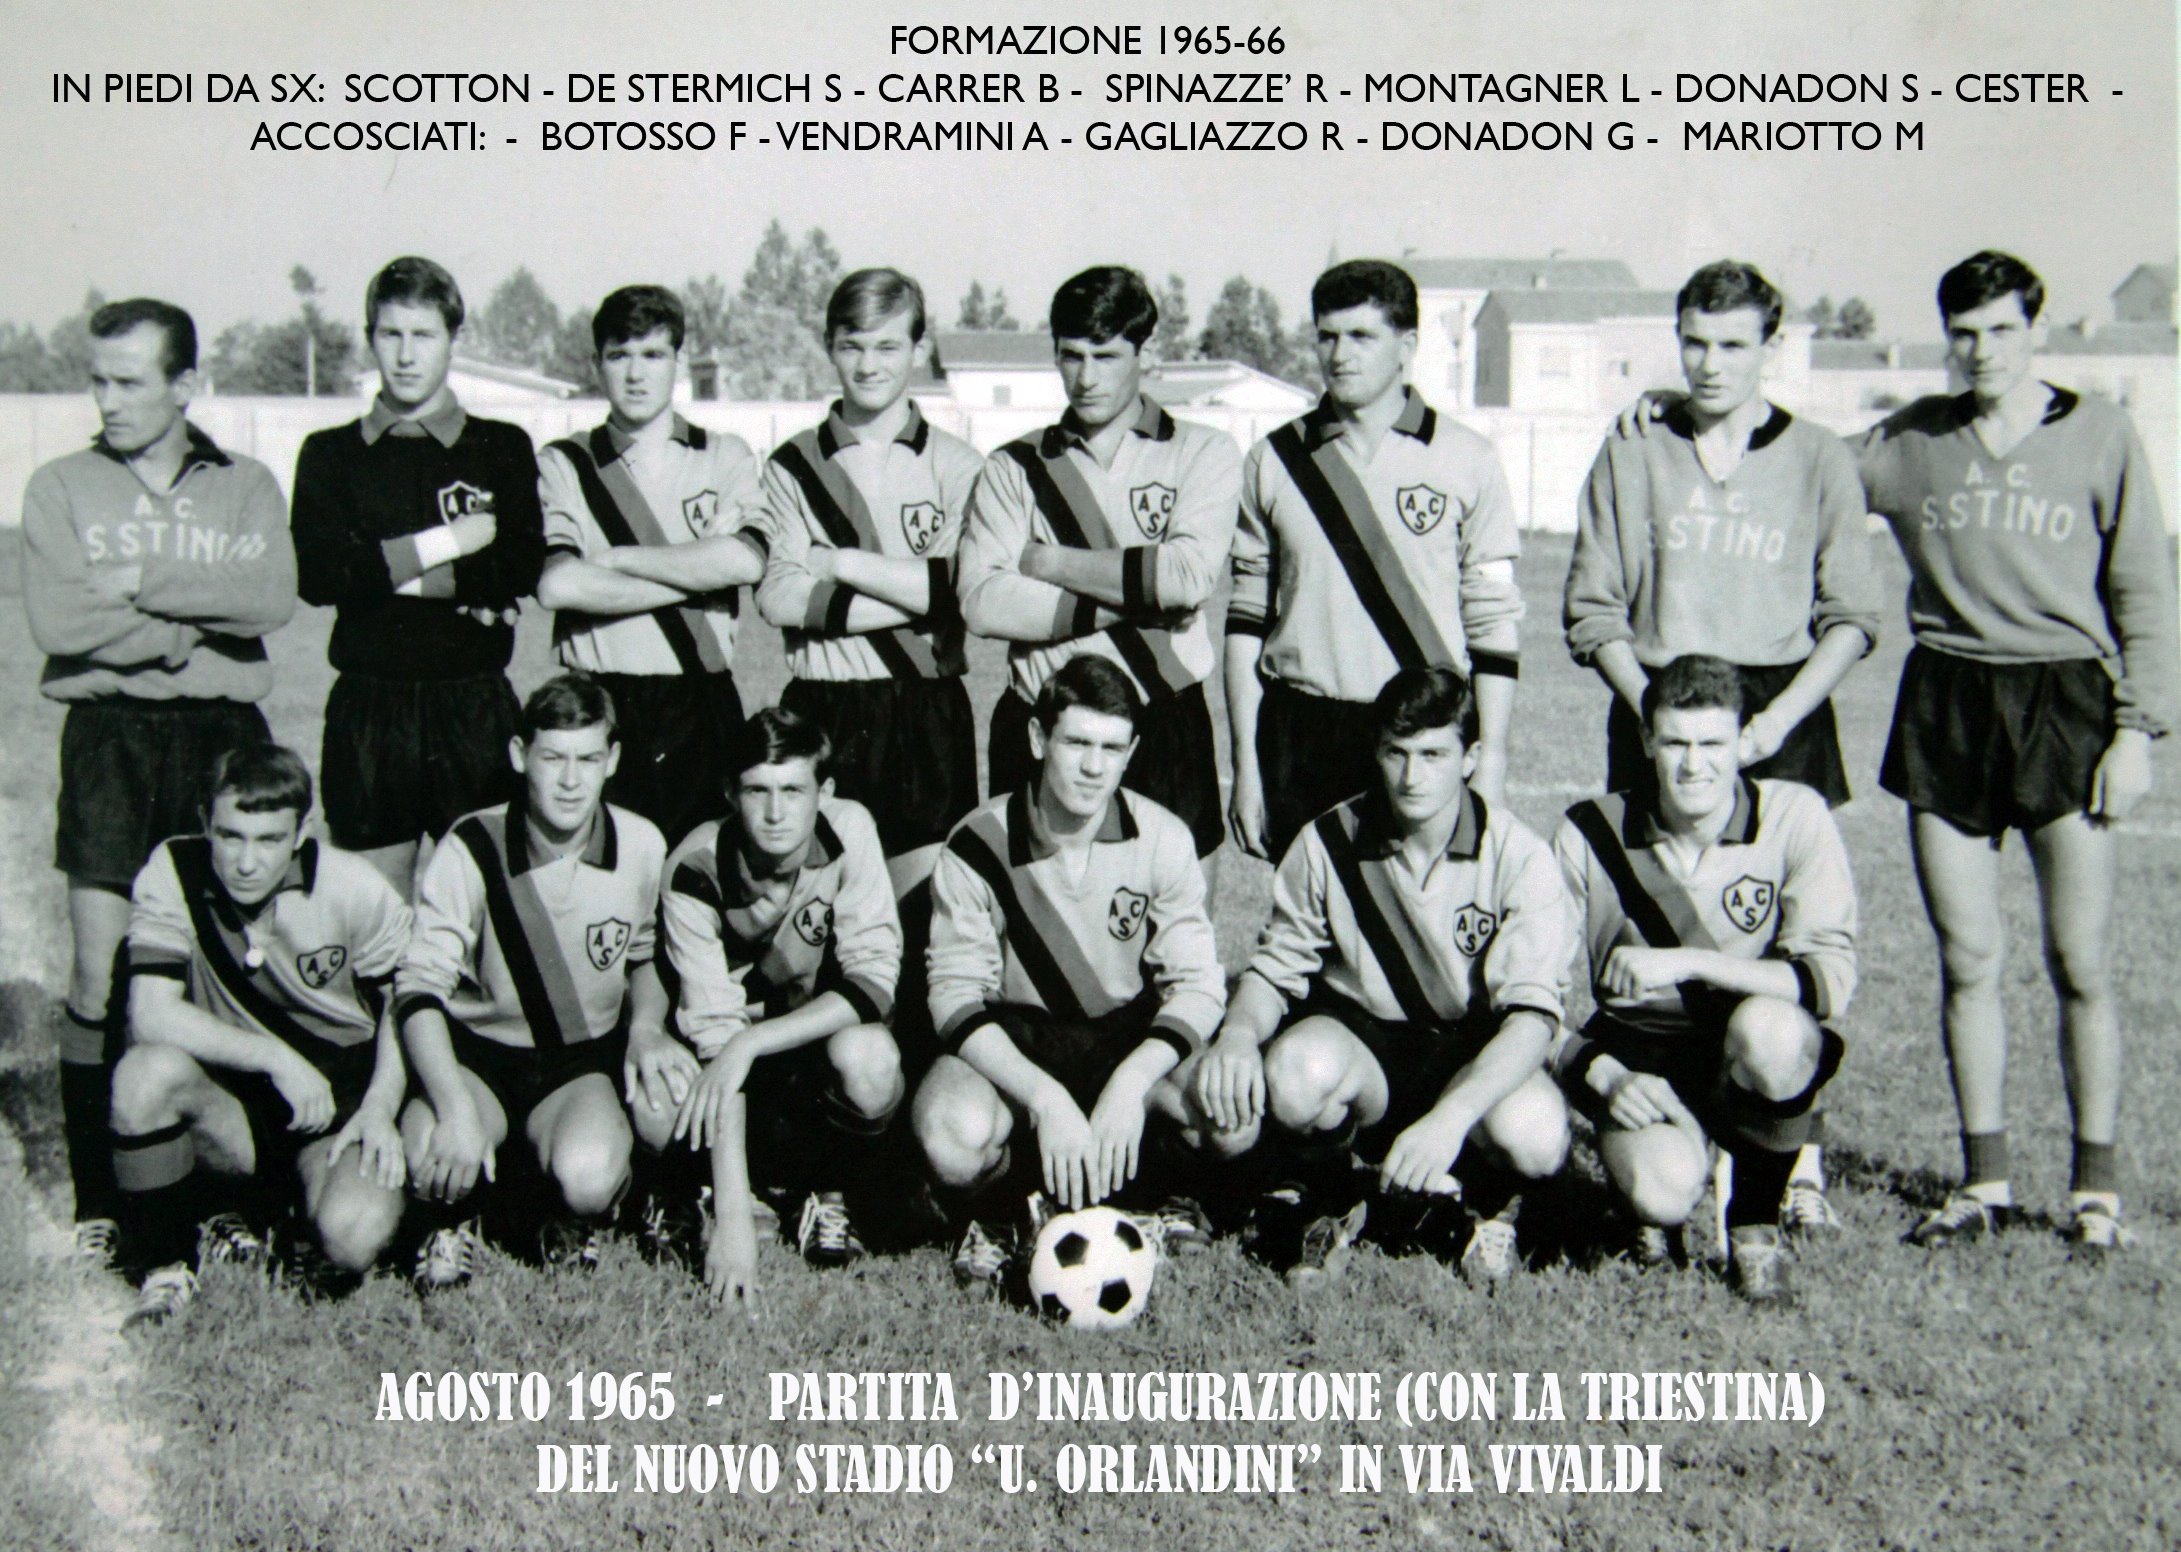 FORMAZIONE 1965-66
IN PIEDI DA SX: SCOTTON - DE STERMICH S - CARRER B - SPINAZZE' R - MONTAGNER L - DONADON S - CESTER -
ACCOSCIATI: - BOTOSSO F - VENDRAMINI A - GAGLIAZZO R - DONADON G - MARIOTTO M
A. C.
S. STINO
A C
S
A C
S
A C
S
A C
S
A. C.
S. STINO
A. C.
S. STINO
A C
S
A C
S
A
S
A C
S
A C
S
A C
S
AGOSTO 1965 - PARTITA D'INAUGURAZIONE (CON LA TRIESTINA)
DEL NUOVO STADIO “U. ORLANDINI” IN VIA VIVALDI